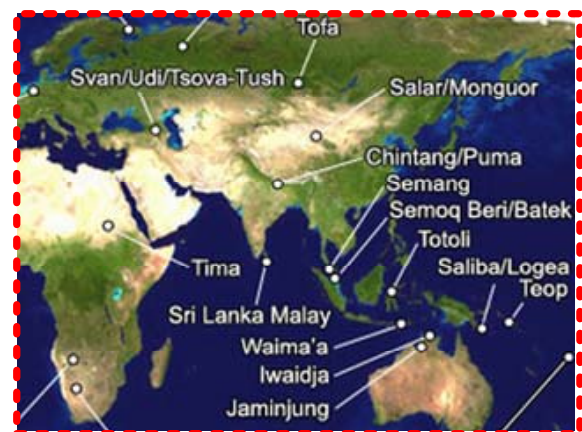 Tofa
Svan/Udi/Tsova-Tush
Salar/Monguor
Chintang/Puma
Semang
Semoq Beri/Batek
Totoli
Tima
Saliba/Logea
Teop
Sri Lanka Malay
Waima'a
Iwaidja
Jaminjung